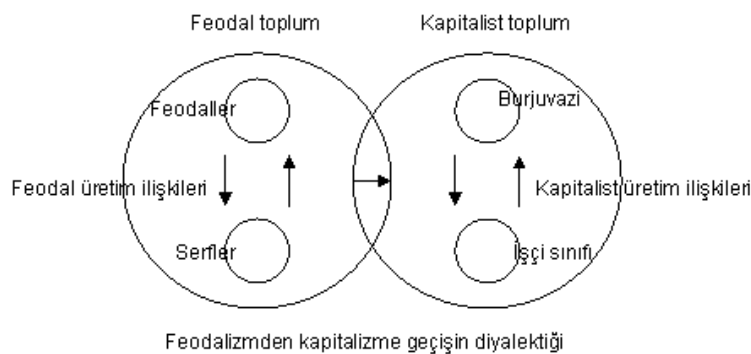 Feodal toplum
Kapitalist toplum
Feodaller
Burjuvazi
Feodal üretim ilişkileri
Kapitalist üretim ilişkileri
Serfler
İşçi sınıfı
Feodalizmden kapitalizme geçişin diyalektiği